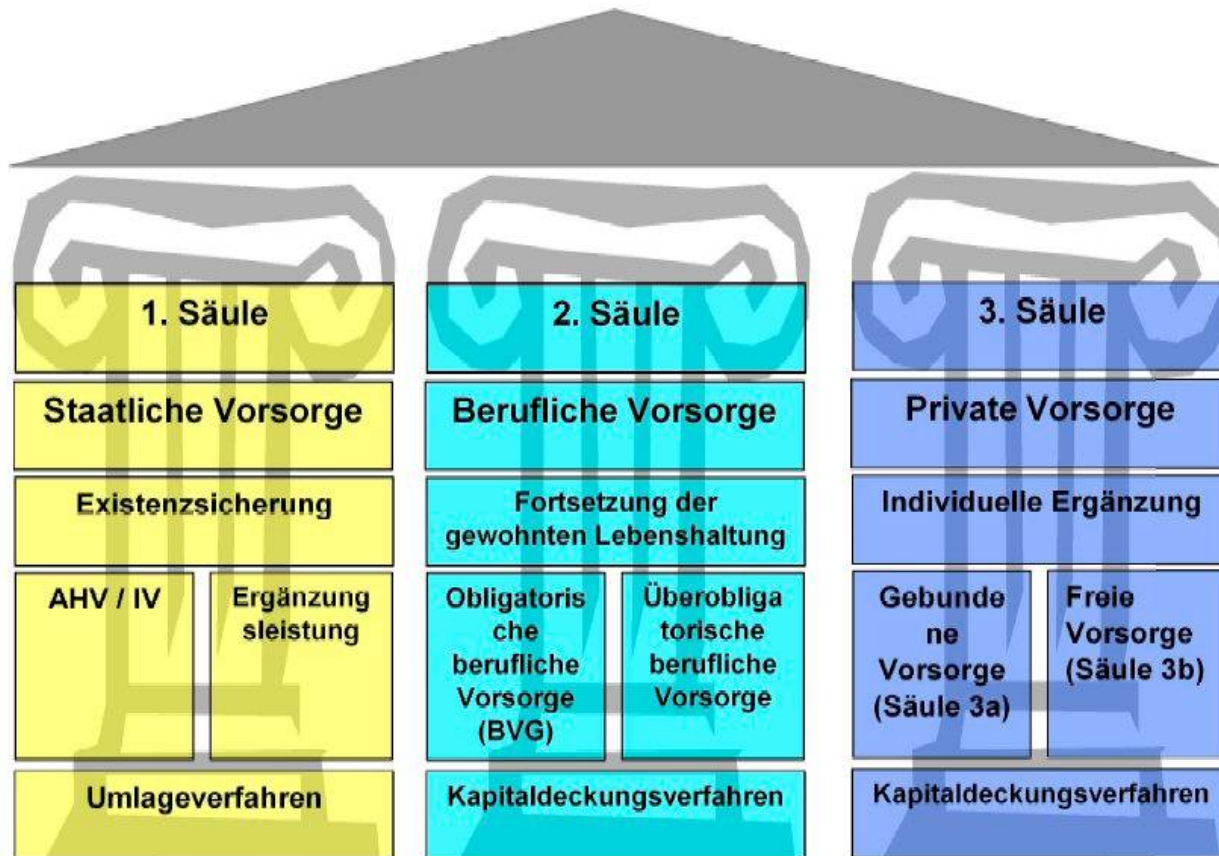 1. Säule
Staatliche Vorsorge
Existenzsicherung
AHV / IV
Ergänzung
sleistung
Umlageverfahren
2. Säule
Berufliche Vorsorge
Fortsetzung der
gewohnten Lebenshaltung
Obligatoris
che
berufliche
Vorsorge
(BVG)
Überobliga
torische
berufliche
Vorsorge
Kapitaldeckungsverfahren
3. Säule
Private Vorsorge
Individuelle Ergänzung
Gebunde
ne
Vorsorge
(Säule 3a)
Freie
Vorsorge
(Säule 3b)
Kapitaldeckungsverfahren